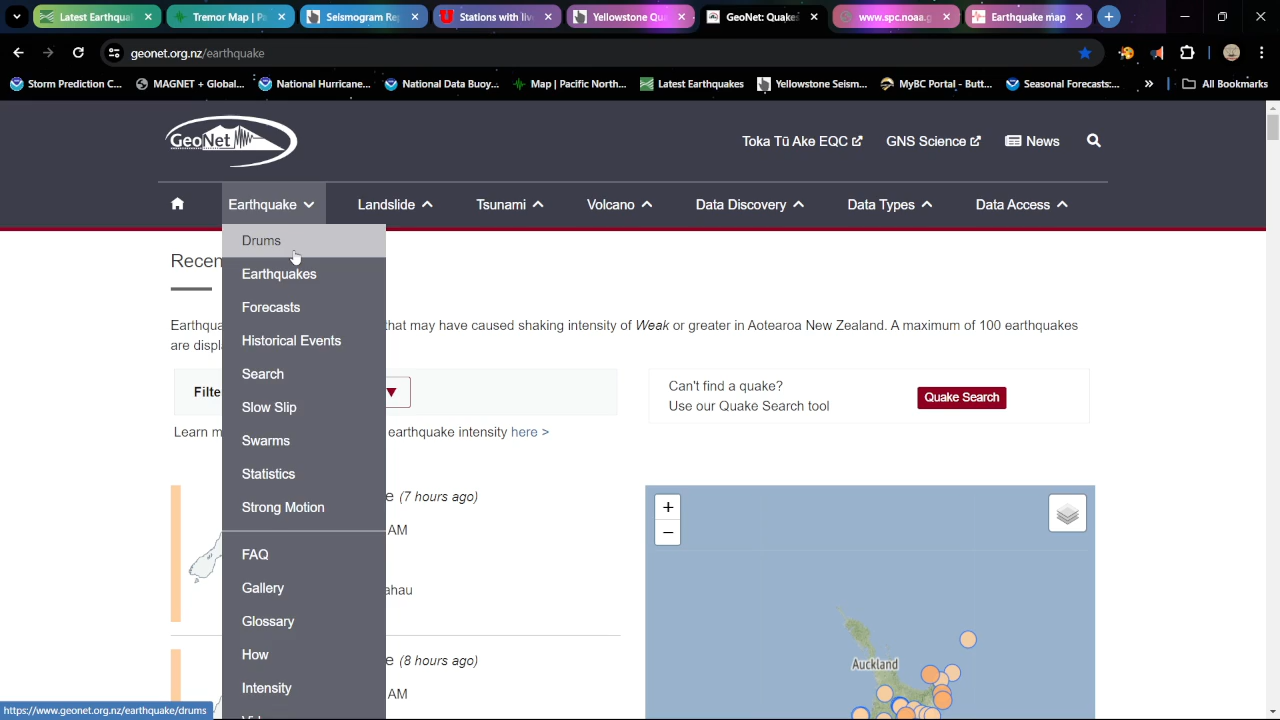 Latest Earthquak
Tremor Map | Pa
Seismogram Re
Stations with liv
Yellowstone Qu
GeoNet: Quakes
www.spc.noaa.g
Earthquake map
geonet.org.nz/earthquake
Storm Prediction C...
MAGNET + Global...
National Hurricane...
National Data Buoy...
Map | Pacific North...
Latest Earthquakes
Yellowstone Seism...
MyBC Portal - Butt...
Seasonal Forecasts:...
All Bookmarks
GeoNet
Toka Tū Ake EQC
GNS Science
News
Earthquake
Landslide
Tsunami
Volcano
Data Discovery
Data Types
Data Access
Drums
Earthquakes
Forecasts
Historical Events
Search
Slow Slip
Swarms
Statistics
Strong Motion
FAQ
Gallery
Glossary
How
Intensity
Recen
Earthqua that may have caused shaking intensity of Weak or greater in Aotearoa New Zealand. A maximum of 100 earthquakes
are displ
Filte
Can't find a quake?
Use our Quake Search tool
Quake Search
Learn m earthquake intensity here >
e (7 hours ago)
AM
ahau
e (8 hours ago)
AM
+
−
Auckland
https://www.geonet.org.nz/earthquake/drums